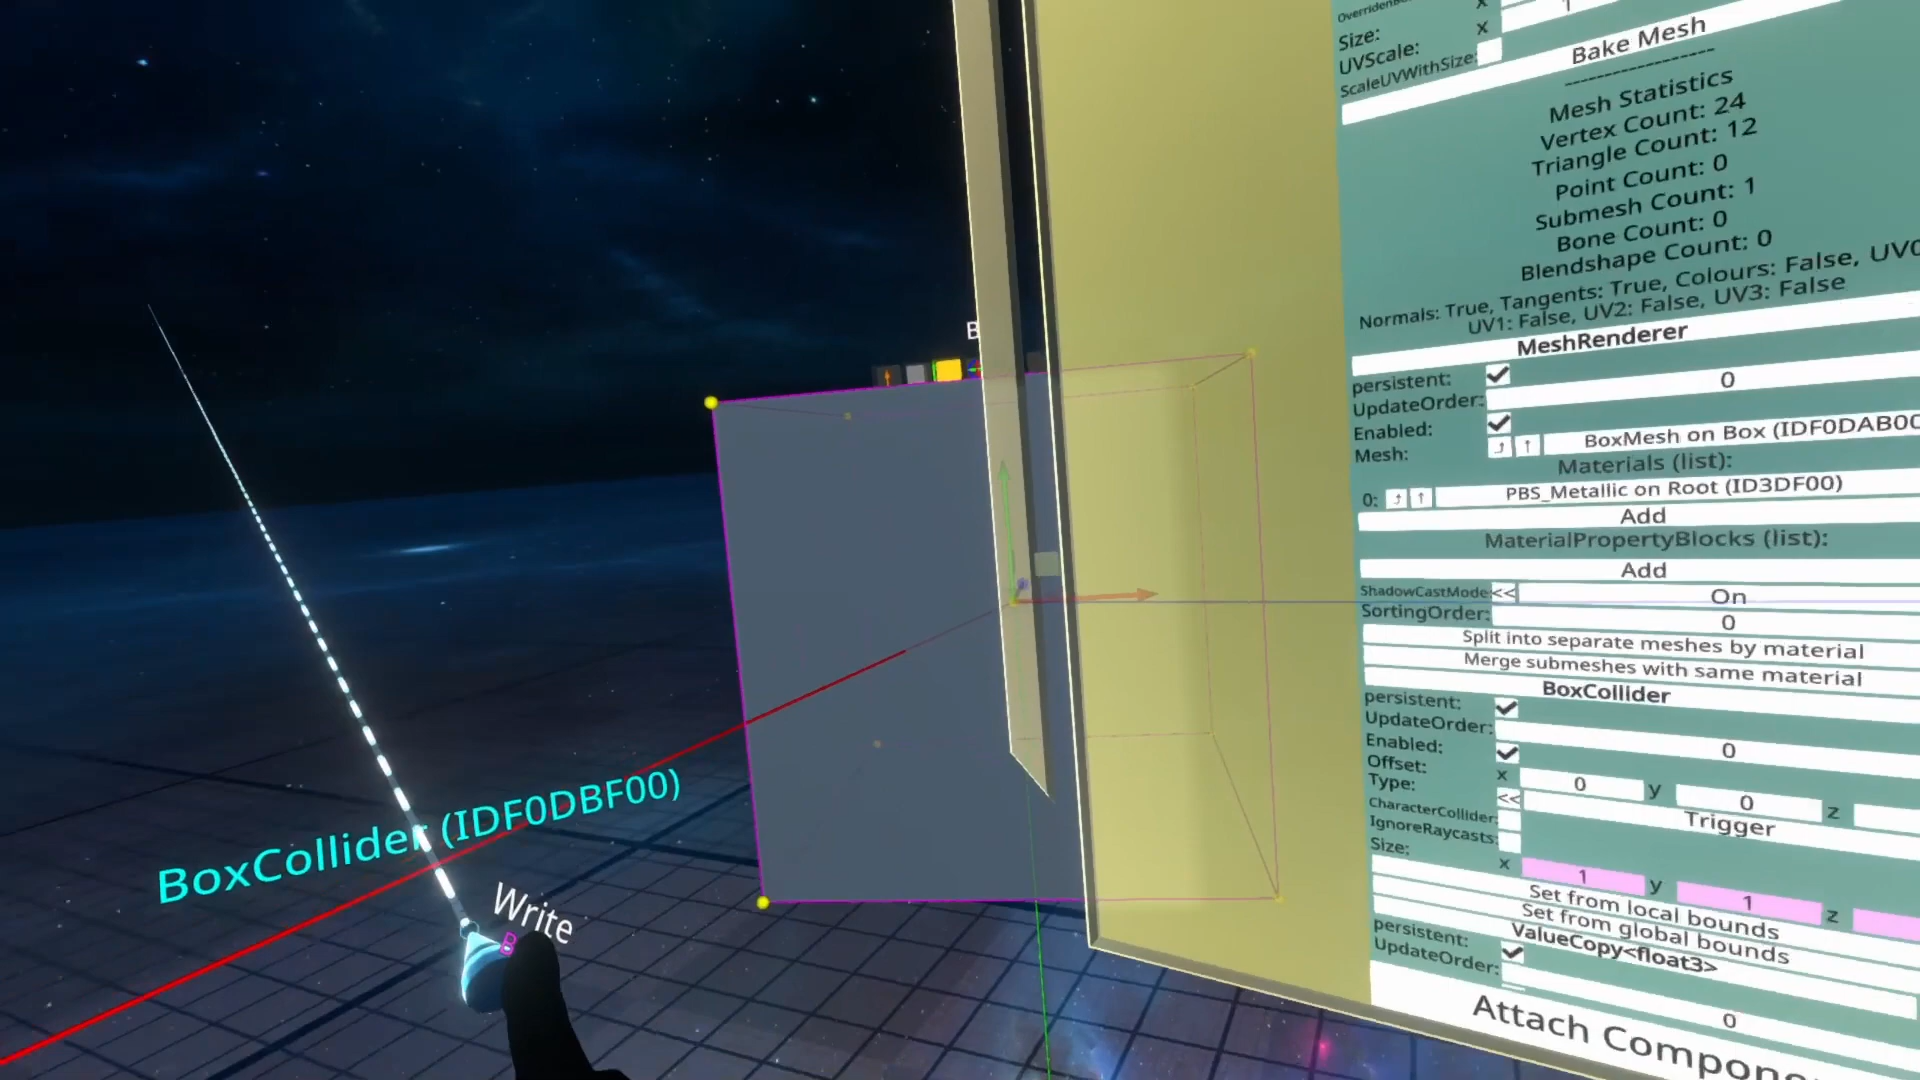 Size: x
UVScale: x
ScaleUVWithSize:
Bake Mesh
--------------------
Mesh Statistics
Vertex Count: 24
Triangle Count: 12
Point Count: 0
Submesh Count: 1
Bone Count: 0
Blendshape Count: 0
Normals: True, Tangents: True, Colours: False, UV0
UV1: False, UV2: False, UV3: False
MeshRenderer
persistent:
UpdateOrder: 0
Enabled:
Mesh: BoxMesh on Box (IDF0DAB00
Materials (list):
0: PBS_Metallic on Root (ID3DF00)
Add
MaterialPropertyBlocks (list):
Add
ShadowCastMode: << On
SortingOrder: 0
Split into separate meshes by material
Merge submeshes with same material
BoxCollider
persistent:
UpdateOrder: 0
Enabled:
Offset: x 0 y 0 z
Type: << Trigger
CharacterCollider:
IgnoreRaycasts:
Size: x 1 y 1 z
Set from local bounds
Set from global bounds
ValueCopy<float3>
persistent:
UpdateOrder: 0
Attach Compone
B
BoxCollider (IDF0DBF00)
Write
B